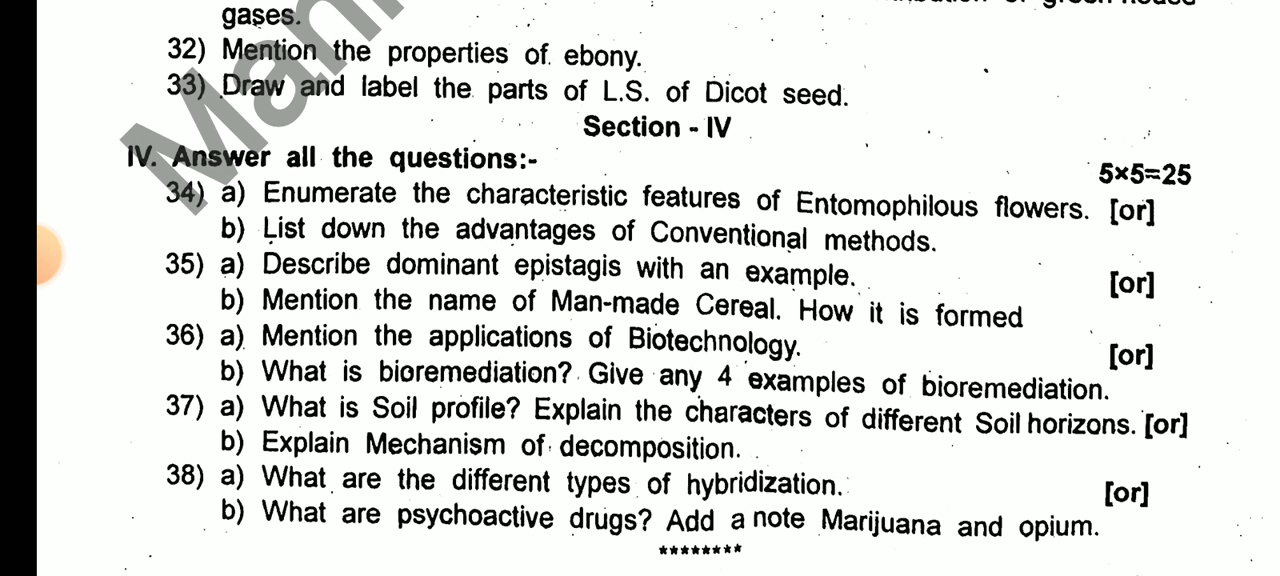 gases.
32) Mention the properties of ebony.
33) Draw and label the parts of L.S. of Dicot seed.
Section - IV
IV. Answer all the questions:-
5×5=25
34) a) Enumerate the characteristic features of Entomophilous flowers. [or]
b) List down the advantages of Conventional methods.
35) a) Describe dominant epistagis with an example. [or]
b) Mention the name of Man-made Cereal. How it is formed
36) a) Mention the applications of Biotechnology. [or]
b) What is bioremediation? Give any 4 examples of bioremediation.
37) a) What is Soil profile? Explain the characters of different Soil horizons. [or]
b) Explain Mechanism of decomposition.
38) a) What are the different types of hybridization. [or]
b) What are psychoactive drugs? Add a note Marijuana and opium.
********